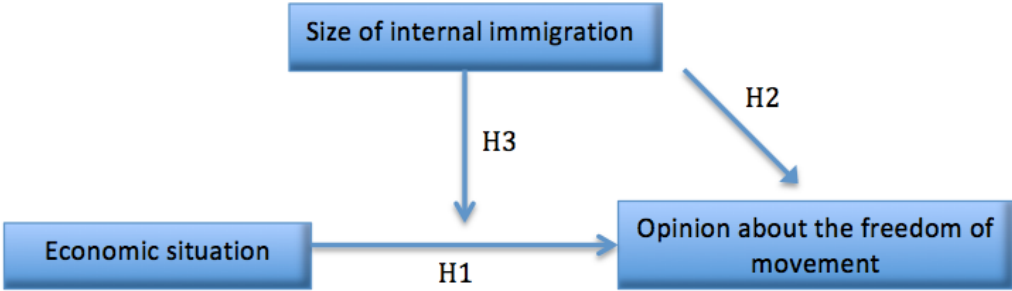 Size of internal immigration
H2
H3
Economic situation
H1
Opinion about the freedom of
movement